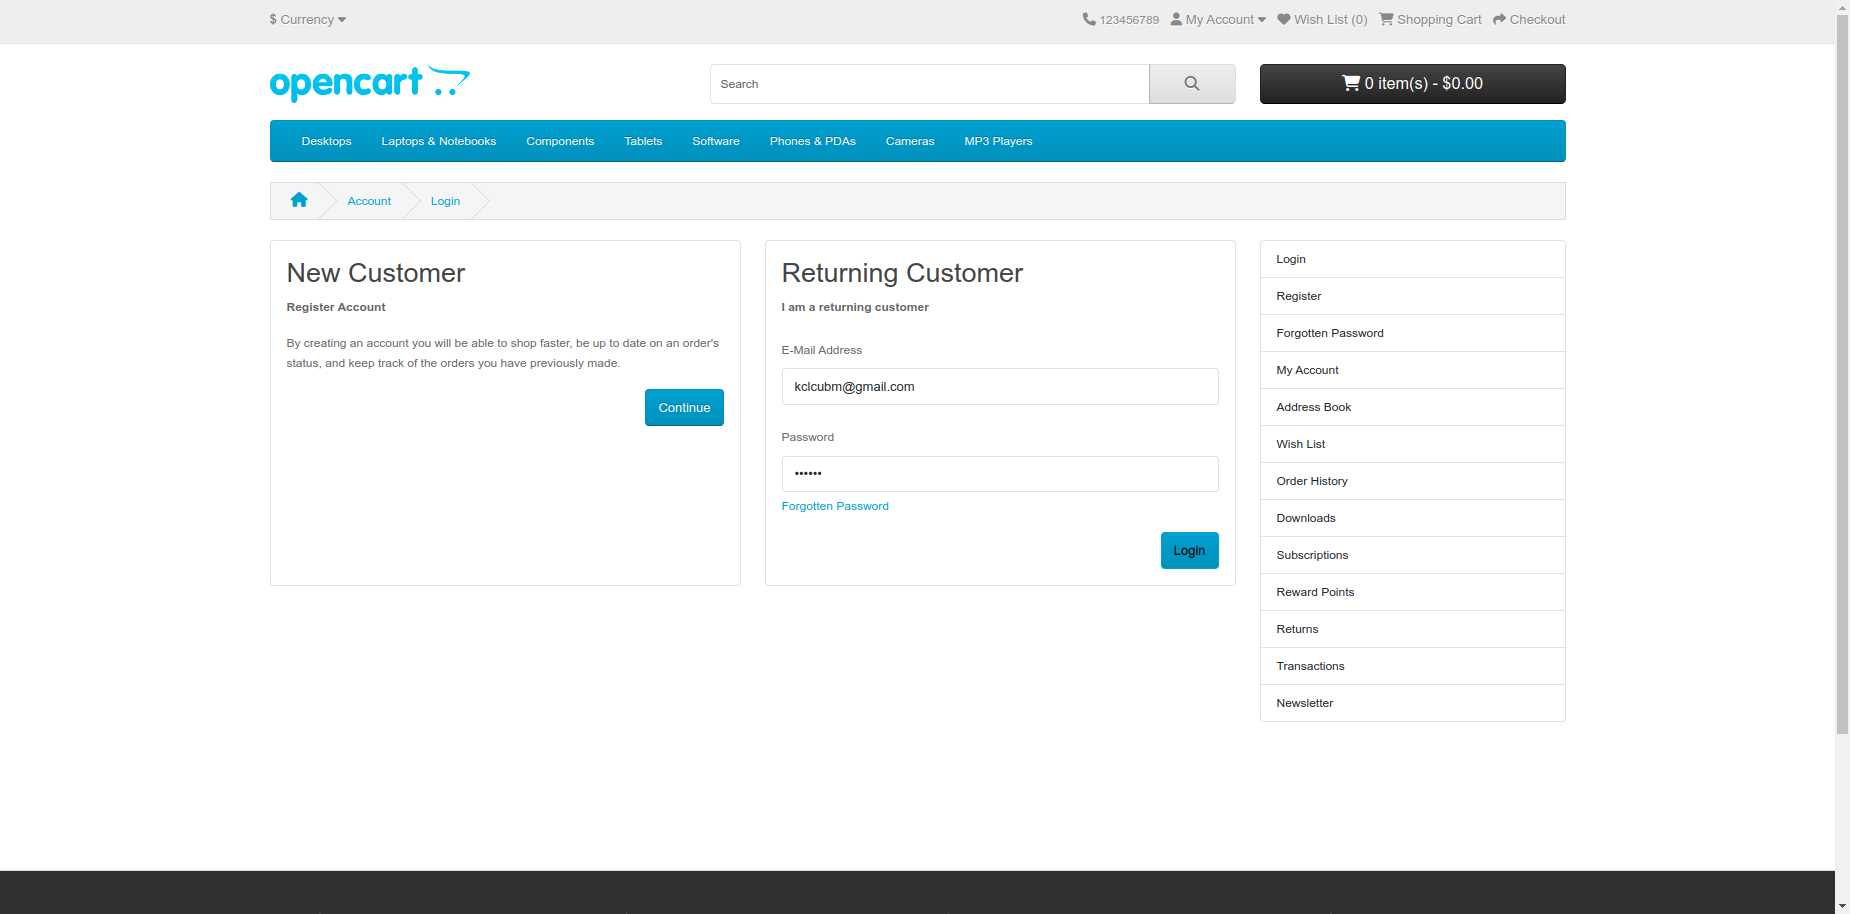 $ Currency
123456789 My Account Wish List (0) Shopping Cart Checkout
opencart
Search
0 item(s) - $0.00
Desktops Laptops & Notebooks Components Tablets Software Phones & PDAs Cameras MP3 Players
Account Login
New Customer
Register Account
By creating an account you will be able to shop faster, be up to date on an order's
status, and keep track of the orders you have previously made.
Continue
Returning Customer
I am a returning customer
E-Mail Address
kclcubm@gmail.com
Password
••••••
Forgotten Password
Login
Login
Register
Forgotten Password
My Account
Address Book
Wish List
Order History
Downloads
Subscriptions
Reward Points
Returns
Transactions
Newsletter